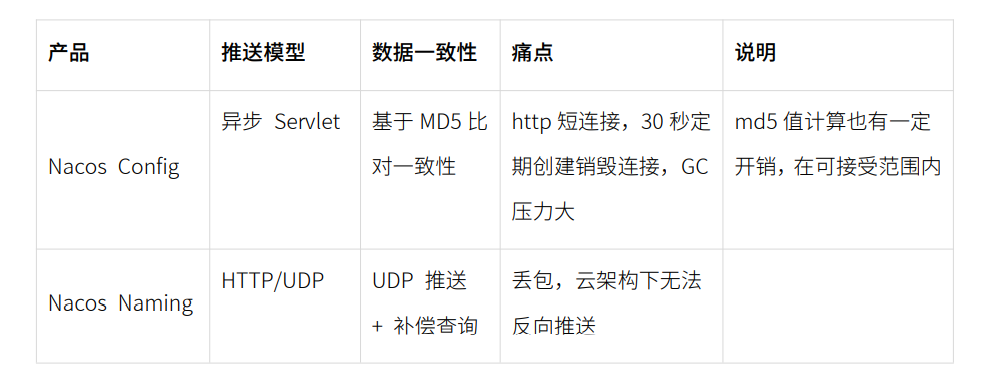 产品 推送模型 数据一致性 痛点 说明
Nacos Config
异步 Servlet
基于 MD5 比
对一致性
http 短连接，30 秒定
期创建销毁连接，GC
压力大
md5 值计算也有一定
开销，在可接受范围内
Nacos Naming
HTTP/UDP
UDP 推送
+ 补偿查询
丢包，云架构下无法
反向推送